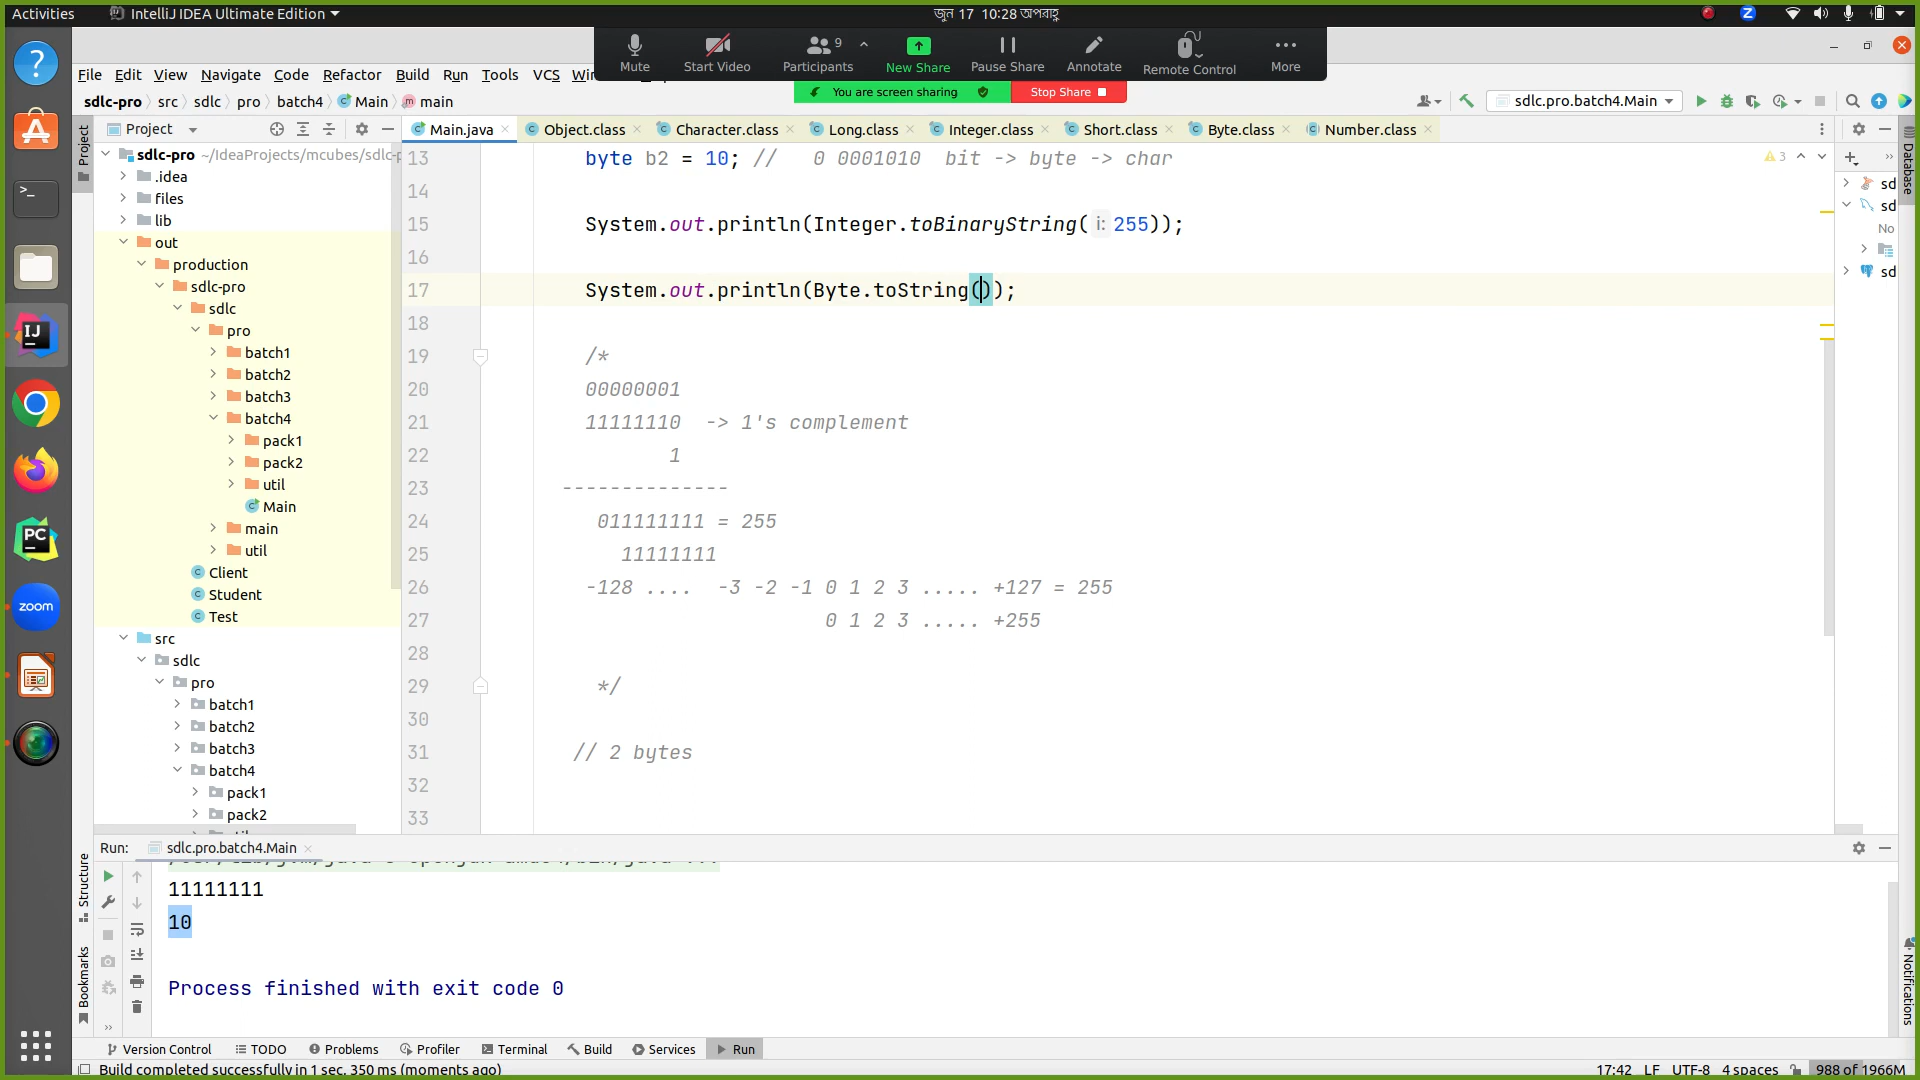 Activities
IntelliJ IDEA Ultimate Edition
জুন 17 10:28 অপরাহ্ণ
Mute
Start Video
Participants
9
New Share
Pause Share
Annotate
Remote Control
More
You are screen sharing
Stop Share
File Edit View Navigate Code Refactor Build Run Tools VCS
sdlc-pro src sdlc pro batch4 Main main
sdlc.pro.batch4.Main
Project
Main.java
Object.class
Character.class
Long.class
Integer.class
Short.class
Byte.class
Number.class
Project
sdlc-pro ~/IdeaProjects/mcubes/sdlc-p
.idea
files
lib
out
production
sdlc-pro
sdlc
pro
batch1
batch2
batch3
batch4
pack1
pack2
util
Main
main
util
Client
Student
Test
src
sdlc
pro
batch1
batch2
batch3
batch4
pack1
pack2
13 byte b2 = 10; // 0 0001010 bit -> byte -> char
14
15 System.out.println(Integer.toBinaryString( i: 255));
16
17 System.out.println(Byte.toString());
18
19 /*
20 00000001
21 11111110 -> 1's complement
22 1
23 --------------
24 011111111 = 255
25 11111111
26 -128 .... -3 -2 -1 0 1 2 3 ..... +127 = 255
27 0 1 2 3 ..... +255
28
29 */
30
31 // 2 bytes
32
33
3
Database
sd
sd
No
sd
Notifications
Structure
Bookmarks
Run:
sdlc.pro.batch4.Main
11111111
10
Process finished with exit code 0
Version Control
TODO
Problems
Profiler
Terminal
Build
Services
Run
Build completed successfully in 1 sec, 350 ms (moments ago)
17:42 LF UTF-8 4 spaces 988 of 1966M
zoom
IJ
PC